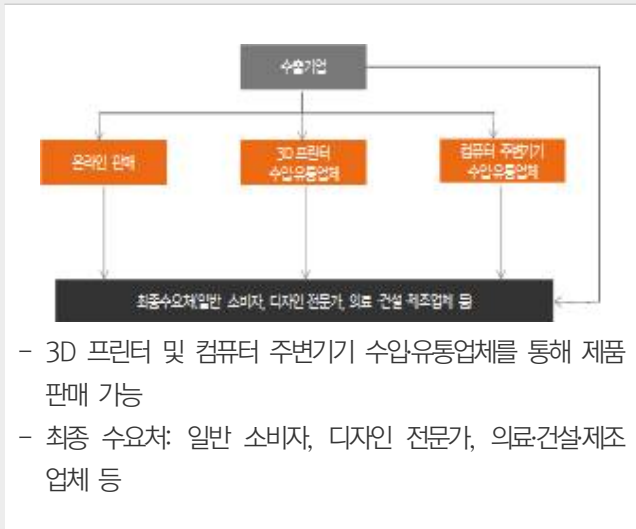 수출기업
온라인 판매
3D 프린터
수입·유통업체
컴퓨터 주변기기
수입·유통업체
최종수요처(일반 소비자, 디자인 전문가, 의료·건설·제조업체 등)
- 3D 프린터 및 컴퓨터 주변기기 수입·유통업체를 통해 제품
판매 가능
- 최종 수요처: 일반 소비자, 디자인 전문가, 의료·건설·제조
업체 등